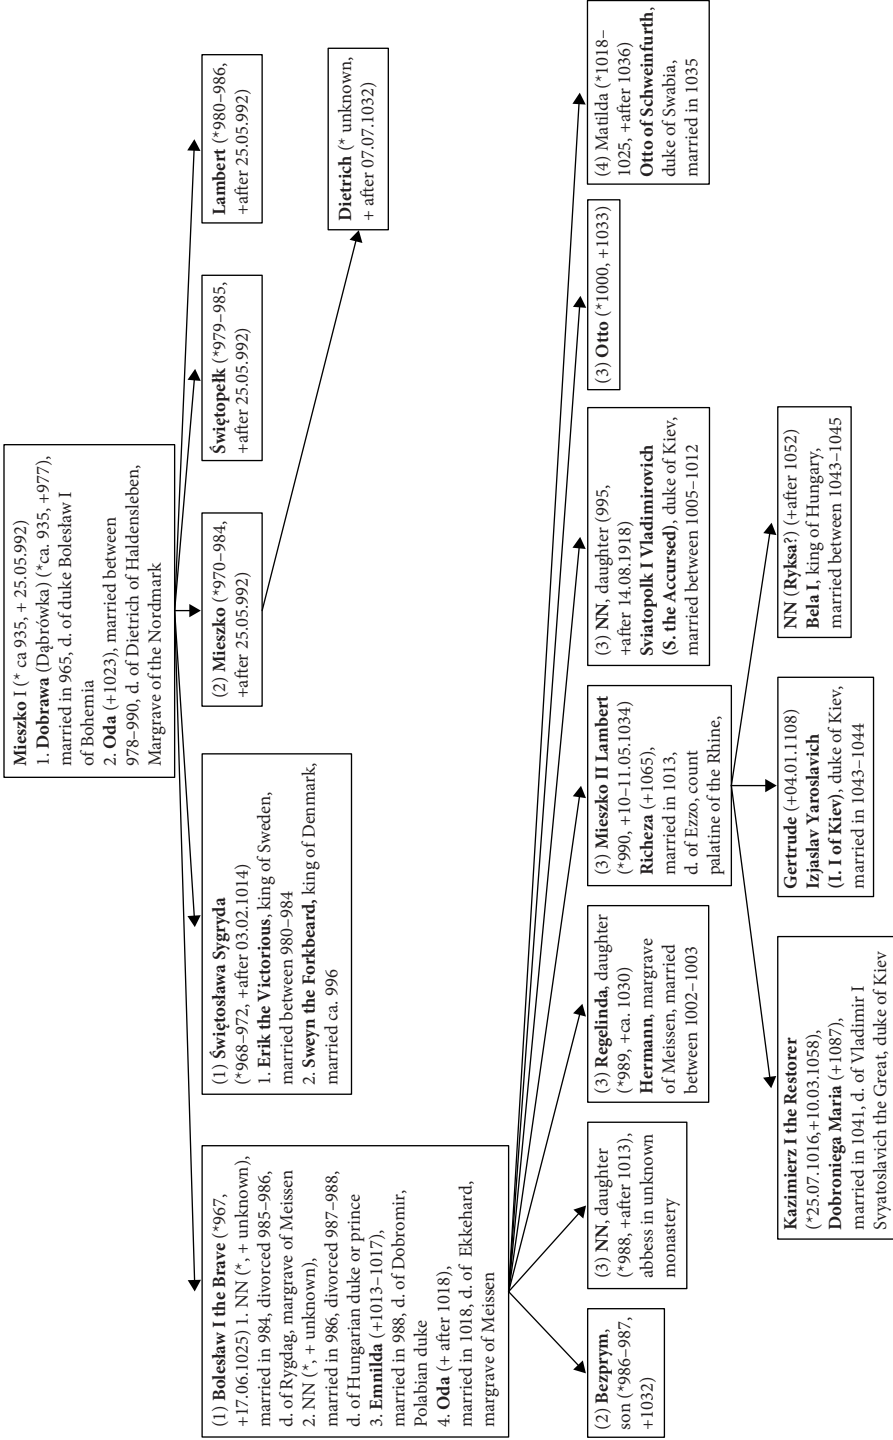 Mieszko I (* ca 935, + 25.05.992)
1. Dobrawa (Dąbrówka) (*ca. 935, +977),
married in 965, d. of duke Bolesław I
of Bohemia
2. Oda (+1023), married between
978–990, d. of Dietrich of Haldensleben,
Margrave of the Nordmark
(1) Bolesław I the Brave (*967,
+17.06.1025) 1. NN (*, + unknown),
married in 984, divorced 985–986,
d. of Rygdag, margrave of Meissen
2. NN (*, + unknown),
married in 986, divorced 987–988,
d. of Hungarian duke or prince
3. Emnilda (+1013–1017),
married in 988, d. of Dobromir,
Polabian duke
4. Oda (+ after 1018),
married in 1018, d. of Ekkehard,
margrave of Meissen
(1) Świętosława Sygryda
(*968–972, +after 03.02.1014)
1. Erik the Victorious, king of Sweden,
married between 980–984
2. Sweyn the Forkbeard, king of Denmark,
married ca. 996
(2) Mieszko (*970–984,
+after 25.05.992)
Świętopełk (*979–985,
+after 25.05.992)
Lambert (*980–986,
+after 25.05.992)
Dietrich (* unknown,
+ after 07.07.1032)
(2) Bezprym,
son (*986–987,
+1032)
(3) NN, daughter
(*988, +after 1013),
abbess in unknown
monastery
(3) Regelinda, daughter
(*989, +ca. 1030)
Hermann, margrave
of Meissen, married
between 1002–1003
(3) Mieszko II Lambert
(*990, +10–11.05.1034)
Richeza (+1065),
married in 1013,
d. of Ezzo, count
palatine of the Rhine,
(3) NN, daughter (995,
+after 14.08.1918)
Sviatopolk I Vladimirovich
(S. the Accursed), duke of Kiev,
married between 1005–1012
(3) Otto (*1000, +1033)
(4) Matilda (*1018–
1025, +after 1036)
Otto of Schweinfurth,
duke of Swabia,
married in 1035
Kazimierz I the Restorer
(*25.07.1016,+10.03.1058),
Dobroniega Maria (+1087),
married in 1041, d. of Vladimir I
Svyatoslavich the Great, duke of Kiev
Gertrude (+04.01.1108)
Izjaslav Yaroslavich
(I. I of Kiev), duke of Kiev,
married in 1043–1044
NN (Ryksa?) (+after 1052)
Bela I, king of Hungary,
married between 1043–1045